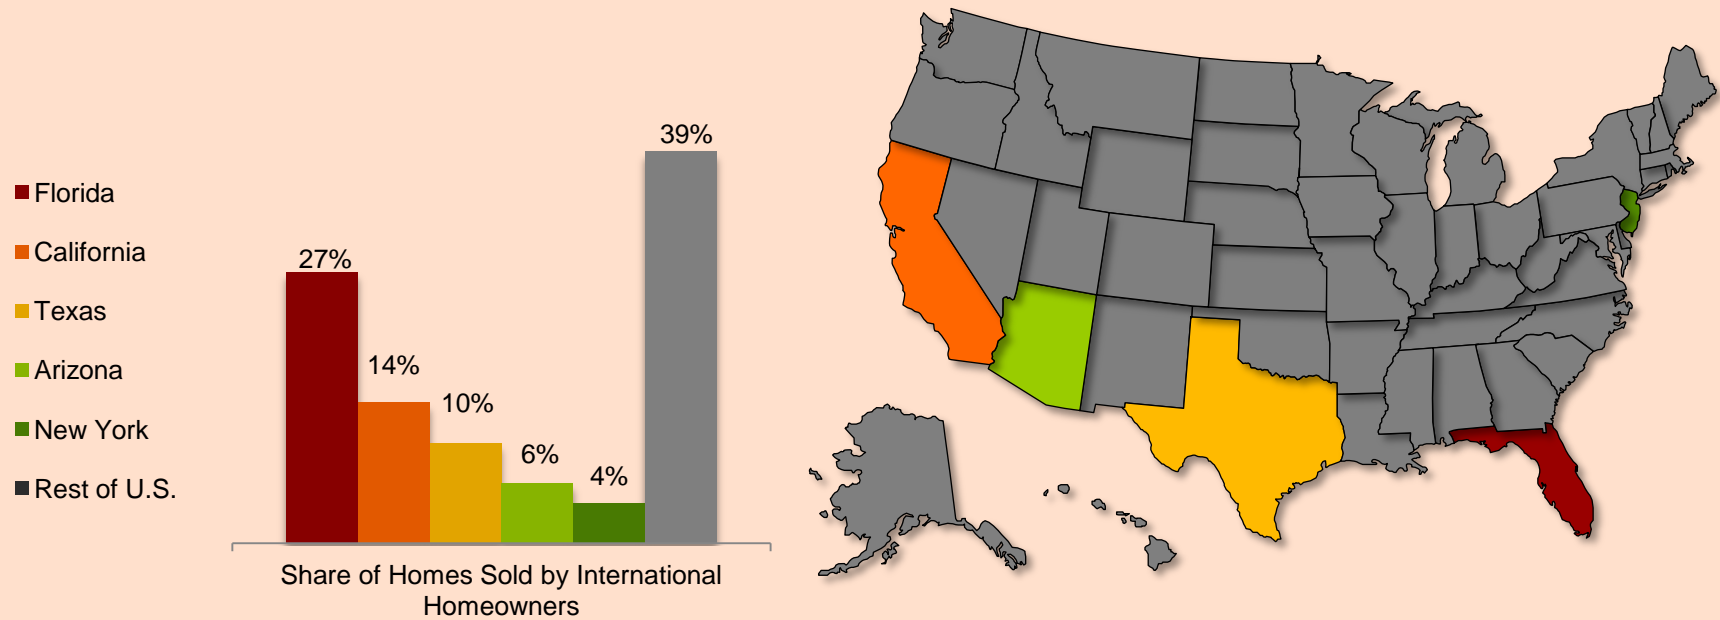 Florida
California
Texas
Arizona
New York
Rest of U.S.
27%
14%
10%
6%
4%
39%
Share of Homes Sold by International
Homeowners